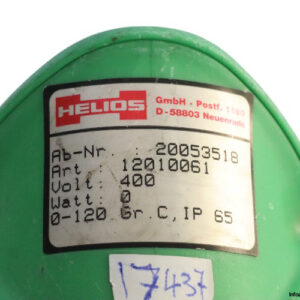 HELIOS
GmbH - Postf. 1160
D-58803 Neuenrade
Ab-Nr. : 20053518
Art : 12010061
Volt: 400
Watt: 0
0-120 Gr.C, IP 65
17437